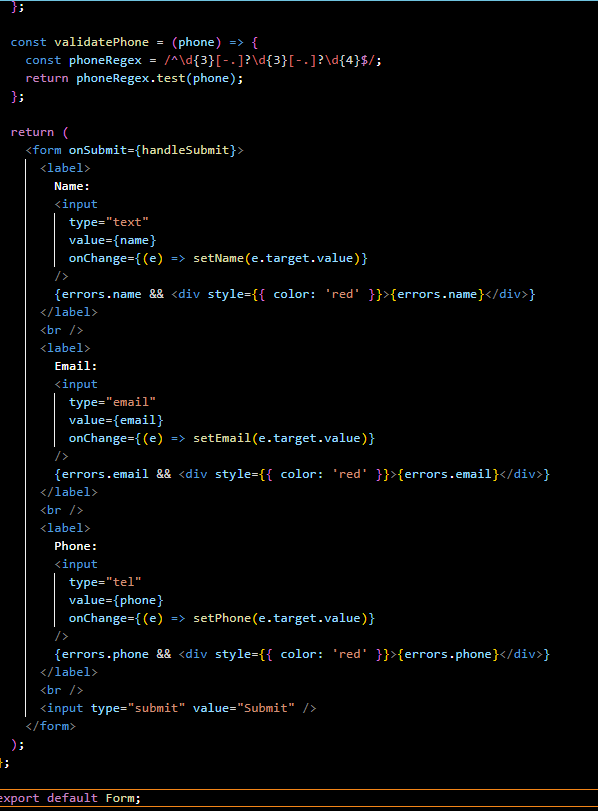 };
const validatePhone = (phone) => {
const phoneRegex = /^\d{3}[-.]?\d{3}[-.]?\d{4}$/;
return phoneRegex.test(phone);
};
return (
<form onSubmit={handleSubmit}>
<label>
Name:
<input
type="text"
value={name}
onChange={(e) => setName(e.target.value)}
/>
{errors.name && <div style={{ color: 'red' }}>{errors.name}</div>}
</label>
<br />
<label>
Email:
<input
type="email"
value={email}
onChange={(e) => setEmail(e.target.value)}
/>
{errors.email && <div style={{ color: 'red' }}>{errors.email}</div>}
</label>
<br />
<label>
Phone:
<input
type="tel"
value={phone}
onChange={(e) => setPhone(e.target.value)}
/>
{errors.phone && <div style={{ color: 'red' }}>{errors.phone}</div>}
</label>
<br />
<input type="submit" value="Submit" />
</form>
);
};
export default Form;